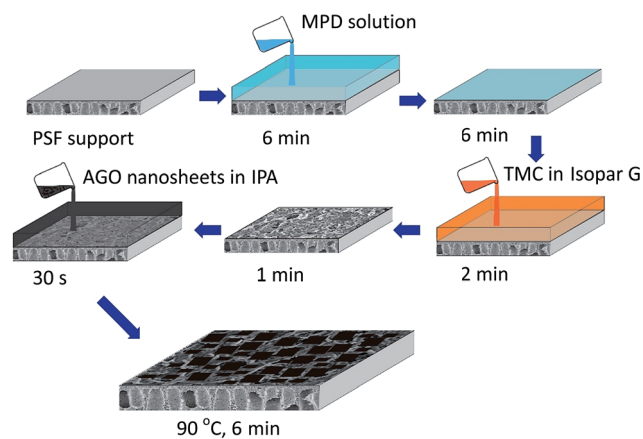 MPD solution
PSF support
6 min
6 min
AGO nanosheets in IPA
TMC in Isopar G
30 s
1 min
2 min
90 °C, 6 min